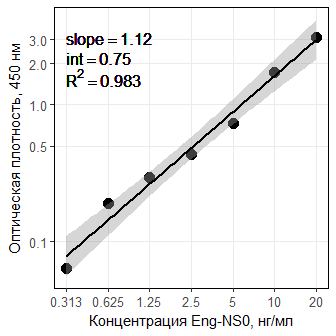 slope = 1.12
int = 0.75
R² = 0.983
3.0
2.0
1.0
0.5
0.1
Оптическая плотность, 450 нм
0.313 0.625 1.25 2.5 5 10 20
Концентрация Eng-NS0, нг/мл